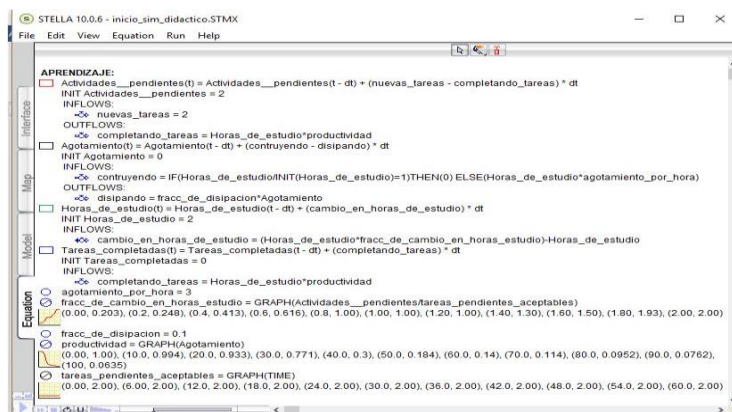 STELLA 10.0.6 - inicio_sim_didactico.STMX
File Edit View Equation Run Help
APRENDIZAJE:
Actividades__pendientes(t) = Actividades__pendientes(t - dt) + (nuevas_tareas - completando_tareas) * dt
INIT Actividades__pendientes = 2
INFLOWS:
nuevas_tareas = 2
OUTFLOWS:
completando_tareas = Horas_de_estudio*productividad
Agotamiento(t) = Agotamiento(t - dt) + (contruyendo - disipando) * dt
INIT Agotamiento = 0
INFLOWS:
contruyendo = IF(Horas_de_estudio/INIT(Horas_de_estudio)=1)THEN(0) ELSE(Horas_de_estudio*agotamiento_por_hora)
OUTFLOWS:
disipando = fracc_de_disipacion*Agotamiento
Horas_de_estudio(t) = Horas_de_estudio(t - dt) + (cambio_en_horas_de_estudio) * dt
INIT Horas_de_estudio = 2
INFLOWS:
cambio_en_horas_de_estudio = (Horas_de_estudio*fracc_de_cambio_en_horas_estudio)-Horas_de_estudio
Tareas_completadas(t) = Tareas_completadas(t - dt) + (completando_tareas) * dt
INIT Tareas_completadas = 0
INFLOWS:
completando_tareas = Horas_de_estudio*productividad
agotamiento_por_hora = 3
fracc_de_cambio_en_horas_estudio = GRAPH(Actividades__pendientes/tareas_pendientes_aceptables)
(0.00, 0.203), (0.2, 0.248), (0.4, 0.413), (0.6, 0.616), (0.8, 1.00), (1.00, 1.00), (1.20, 1.00), (1.40, 1.30), (1.60, 1.50), (1.80, 1.93), (2.00, 2.00)
fracc_de_disipacion = 0.1
productividad = GRAPH(Agotamiento)
(0.00, 1.00), (10.0, 0.994), (20.0, 0.933), (30.0, 0.771), (40.0, 0.3), (50.0, 0.184), (60.0, 0.14), (70.0, 0.114), (80.0, 0.0952), (90.0, 0.0762),
(100, 0.0635)
tareas_pendientes_aceptables = GRAPH(TIME)
(0.00, 2.00), (6.00, 2.00), (12.0, 2.00), (18.0, 2.00), (24.0, 2.00), (30.0, 2.00), (36.0, 2.00), (42.0, 2.00), (48.0, 2.00), (54.0, 2.00), (60.0, 2.00)
Interface
Map
Model
Equation